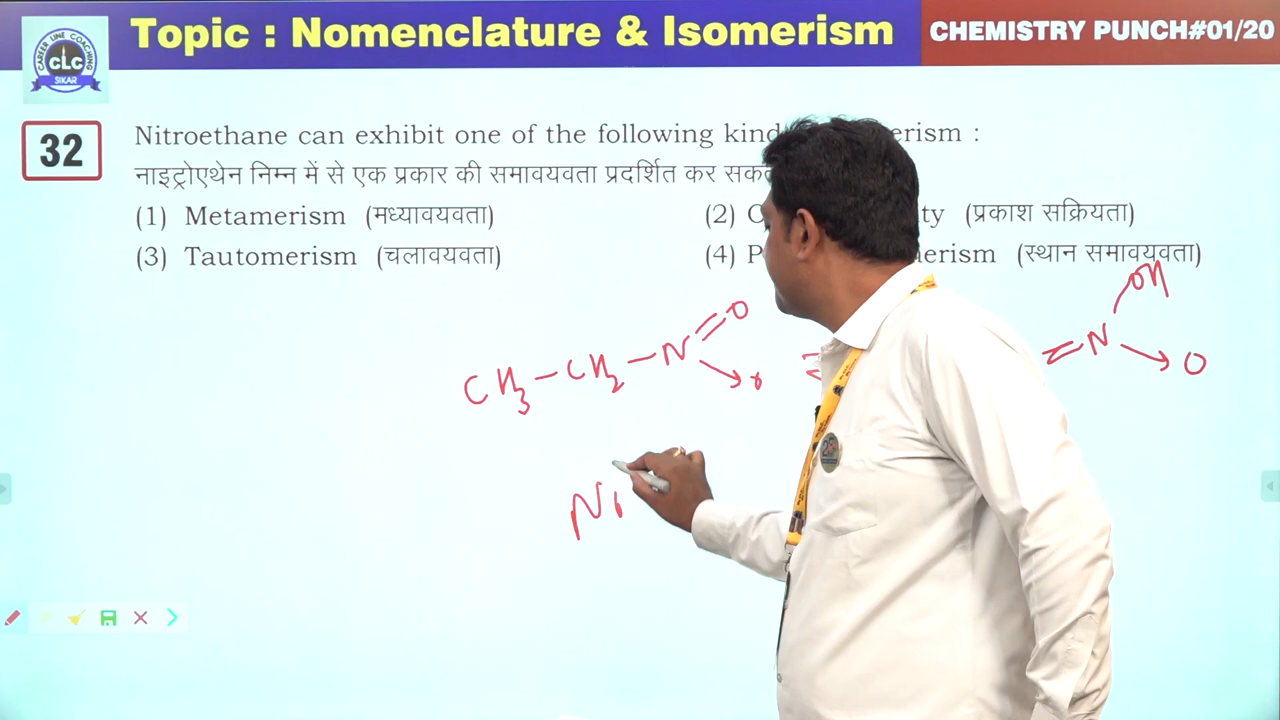 Topic : Nomenclature & Isomerism
CHEMISTRY PUNCH#01/20
CAREER LINE COACHING
CLC
SIKAR
32
Nitroethane can exhibit one of the following kind erism :
नाइट्रोएथेन निम्न में से एक प्रकार की समावयवता प्रदर्शित कर सक
(1) Metamerism (मध्यावयवता)
(2) O ty (प्रकाश सक्रियता)
(3) Tautomerism (चलावयवता)
(4) P erism (स्थान समावयवता)
CH3 – CH2 – N = O → O
= N OH → O
Ni